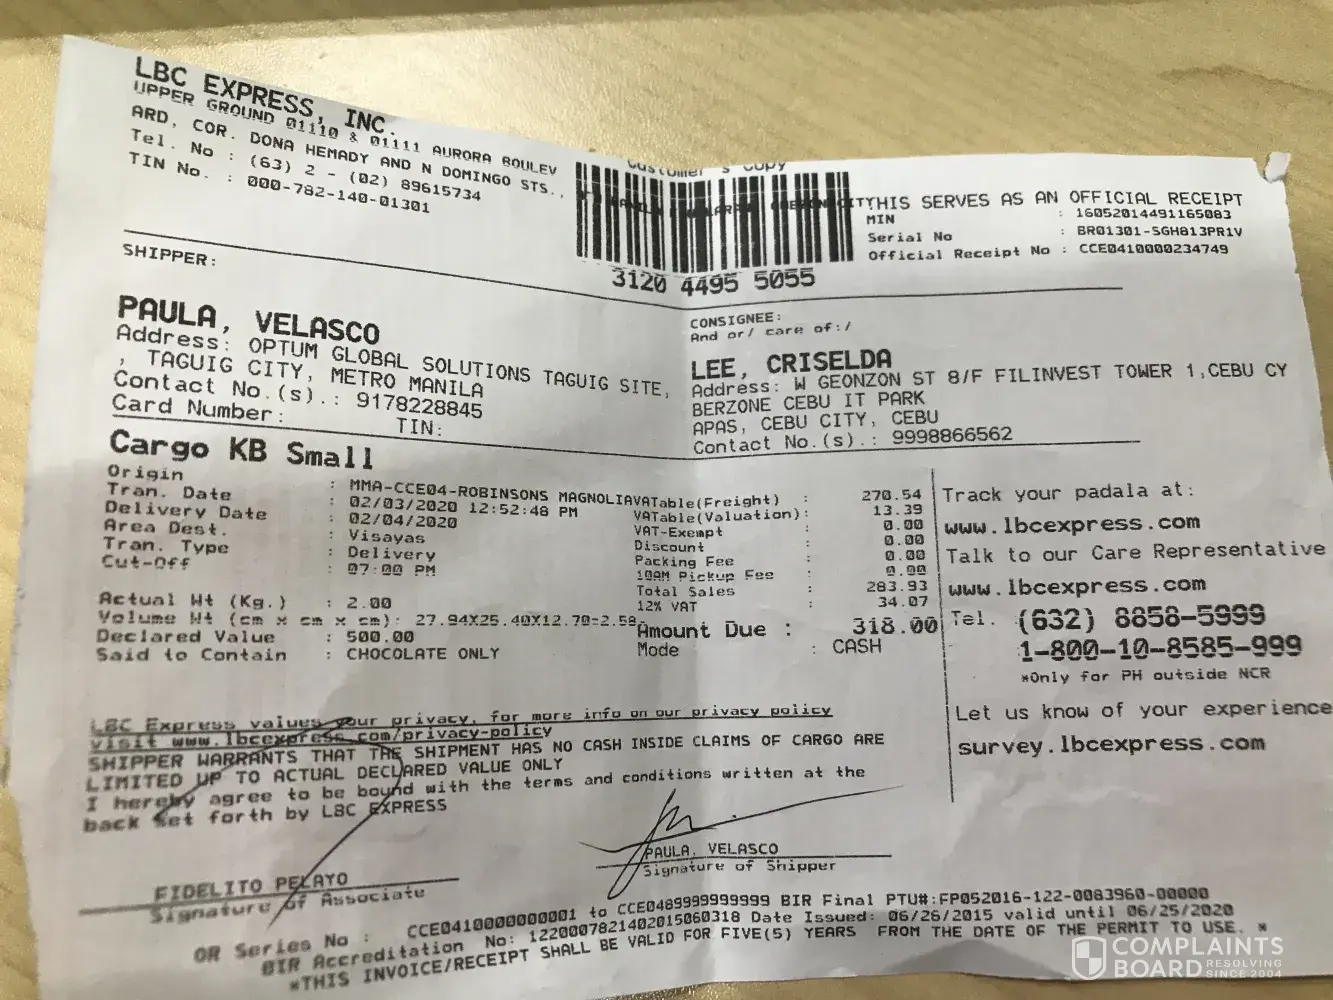 LBC EXPRESS, INC.
UPPER GROUND 01110 & 01111 AURORA BOULEV
ARD, COR. DONA HEMADY AND N DOMINGO STS.,
Tel. No : (63) 2 - (02) 89615734
TIN No. : 000-782-140-01301
Customer's Copy
3120 4495 5055
THIS SERVES AS AN OFFICIAL RECEIPT
MIN : 16052014491165083
Serial No : BR01301-5GH813PR1V
Official Receipt No : CCE0410000234749
SHIPPER:
PAULA, VELASCO
Address: OPTUM GLOBAL SOLUTIONS TAGUIG SITE,
, TAGUIG CITY, METRO MANILA
Contact No.(s).: 9178228845
Card Number: TIN:
CONSIGNEE:
And or/ care of:/
LEE, CRISELDA
Address: W GEONZON ST 8/F FILINVEST TOWER 1,CEBU CY
BERZONE CEBU IT PARK
APAS, CEBU CITY, CEBU
Contact No.(s).: 9998866562
Cargo KB Small
Origin : MMA-CCE04-ROBINSONS MAGNOLIA
Tran. Date : 02/03/2020 12:52:48 PM
Delivery Date : 02/04/2020
Area Dest. : Visayas
Tran. Type : Delivery
Cut-Off : 07:00 PM
Actual Wt (Kg.) : 2.00
Volume Wt (cm x cm x cm): 27.94X25.40X12.70=2.58
Declared Value : 500.00
Said to Contain : CHOCOLATE ONLY
VATable(Freight) : 270.54
VATable(Valuation): 13.39
VAT-Exempt : 0.00
Discount : 0.00
Packing Fee : 0.00
10AM Pickup Fee : 0.00
Total Sales : 283.93
12% VAT : 34.07
Amount Due : 318.00
Mode : CASH
Track your padala at:
www.lbcexpress.com
Talk to our Care Representative
www.lbcexpress.com
Tel. (632) 8858-5999
1-800-10-8585-999
*Only for PH outside NCR
Let us know of your experience
survey.lbcexpress.com
LBC Express values your privacy, for more info on our privacy policy
visit www.lbcexpress.com/privacy-policy
SHIPPER WARRANTS THAT THE SHIPMENT HAS NO CASH INSIDE CLAIMS OF CARGO ARE
LIMITED UP TO ACTUAL DECLARED VALUE ONLY
I hereby agree to be bound with the terms and conditions written at the
back set forth by LBC EXPRESS
FIDELITO PELAYO
Signature of Associate
PAULA, VELASCO
Signature of Shipper
OR Series No : CCE0410000000001 to CCE0489999999999 BIR Final PTU#:FP052016-122-0083960-00000
BIR Accreditation No: 1220007821402015060318 Date Issued: 06/26/2015 valid until 06/25/2020
*THIS INVOICE/RECEIPT SHALL BE VALID FOR FIVE(5) YEARS FROM THE DATE OF THE PERMIT TO USE. *
COMPLAINTS
BOARD RESOLVING
SINCE 2004